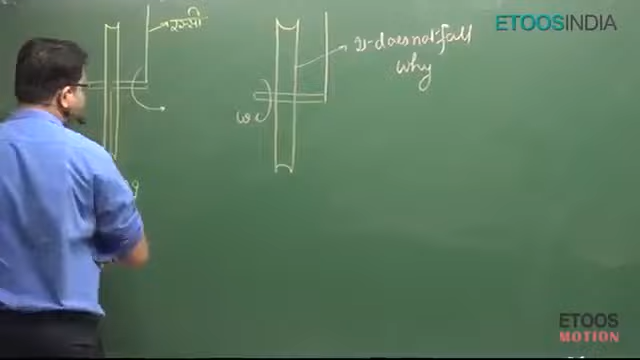 ETOOSINDIA
रस्सी
does not fall
why
ω
g
ETOOS
MOTION